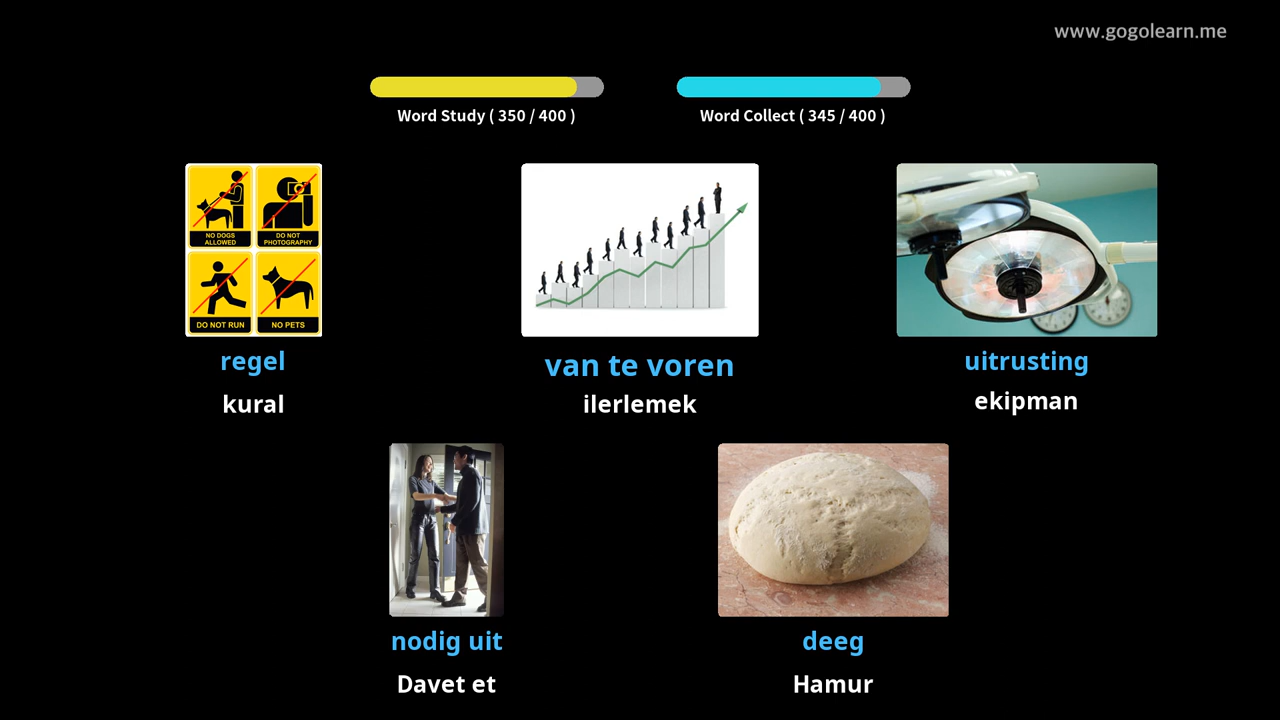 www.gogolearn.me
Word Study ( 350 / 400 )
Word Collect ( 345 / 400 )
NO DOGS
ALLOWED
DO NOT
PHOTOGRAPHY
DO NOT RUN
NO PETS
regel
kural
van te voren
ilerlemek
uitrusting
ekipman
nodig uit
Davet et
deeg
Hamur